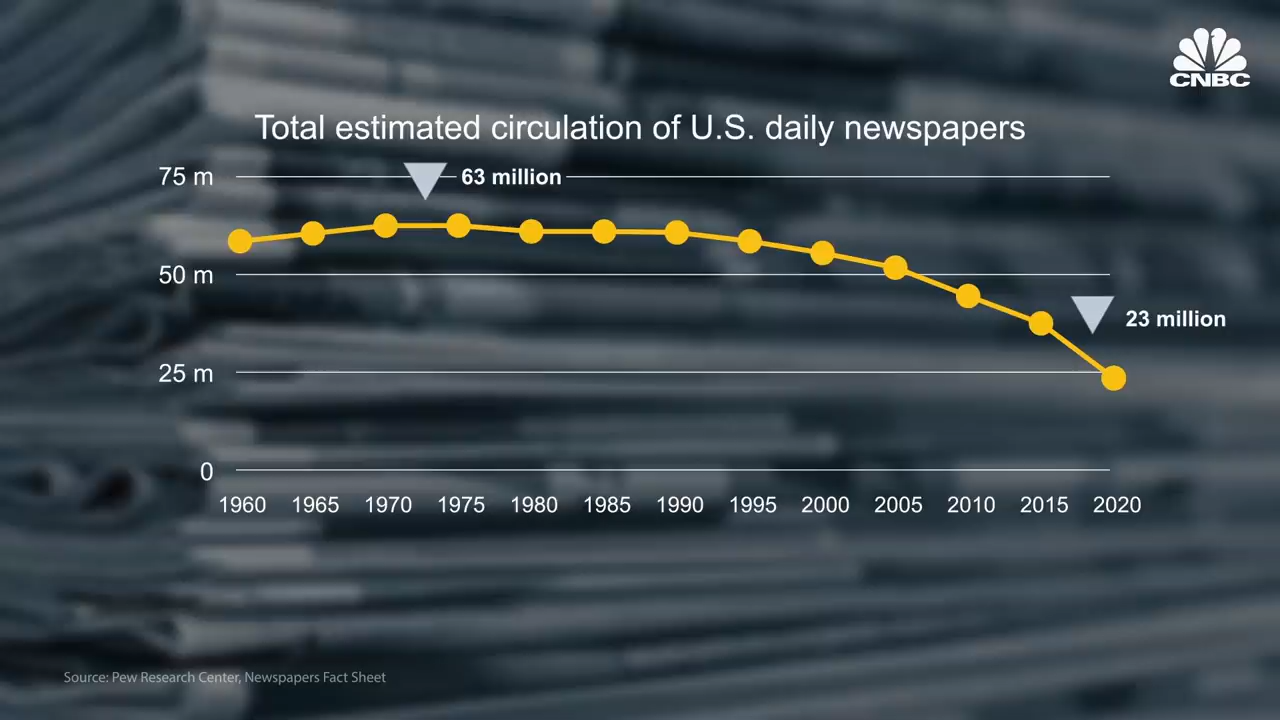 CNBC
Total estimated circulation of U.S. daily newspapers
75 m
63 million
50 m
23 million
25 m
0
1960 1965 1970 1975 1980 1985 1990 1995 2000 2005 2010 2015 2020
Source: Pew Research Center, Newspapers Fact Sheet